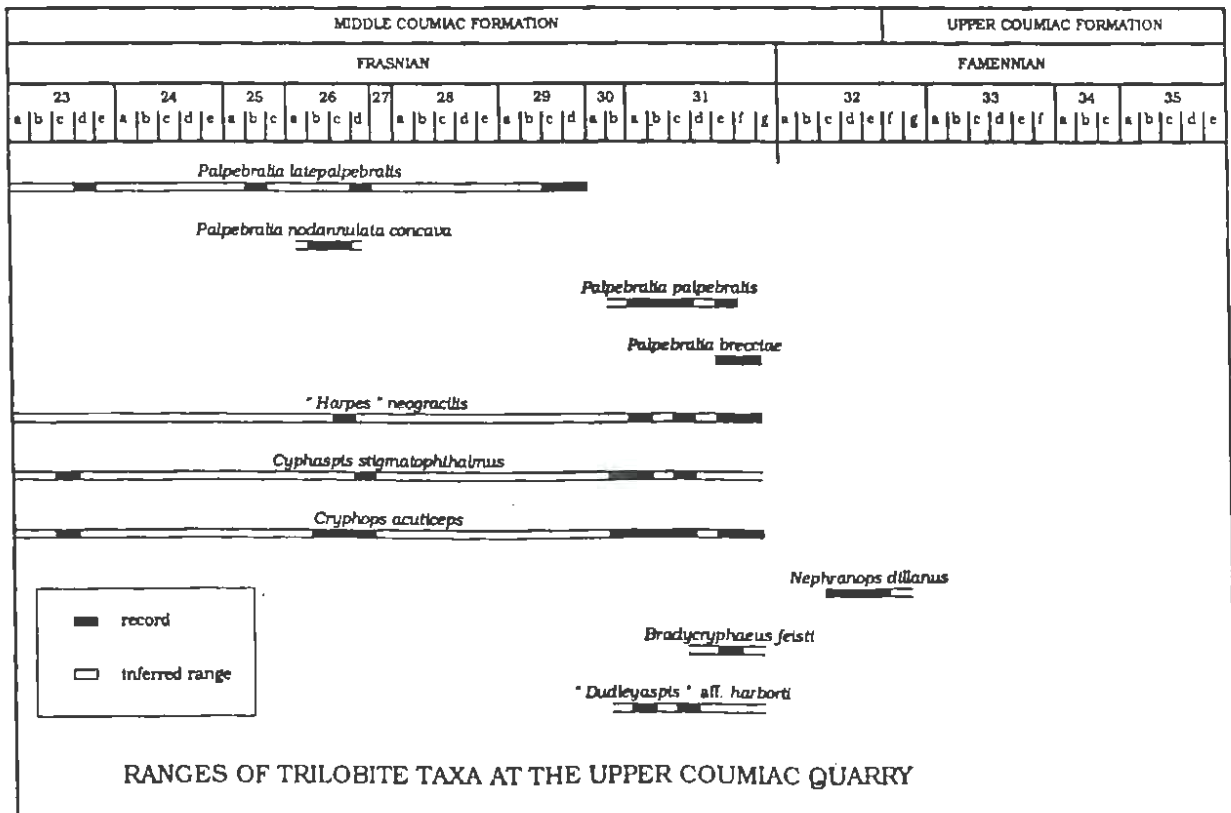 MIDDLE COUMIAC FORMATION UPPER COUMIAC FORMATION
FRASNIAN FAMENNIAN
23 24 25 26 27 28 29 30 31 32 33 34 35
a b c d e a b c d e a b c a b c d a b c d e a b c d a b a b c d e f g a b c d e f g a b c d e f a b c a b c d e
Palpebralia latepalpebralis
Palpebralia nodannulata concava
Palpebralia palpebralis
Palpebralia brecciae
"Harpes" neogracilis
Cyphaspis stigmatophthalmus
Cryphops acuticeps
Nephranops dillanus
Bradycryphaeus feisti
"Dudleyaspis" aff. harborti
record
inferred range
RANGES OF TRILOBITE TAXA AT THE UPPER COUMIAC QUARRY